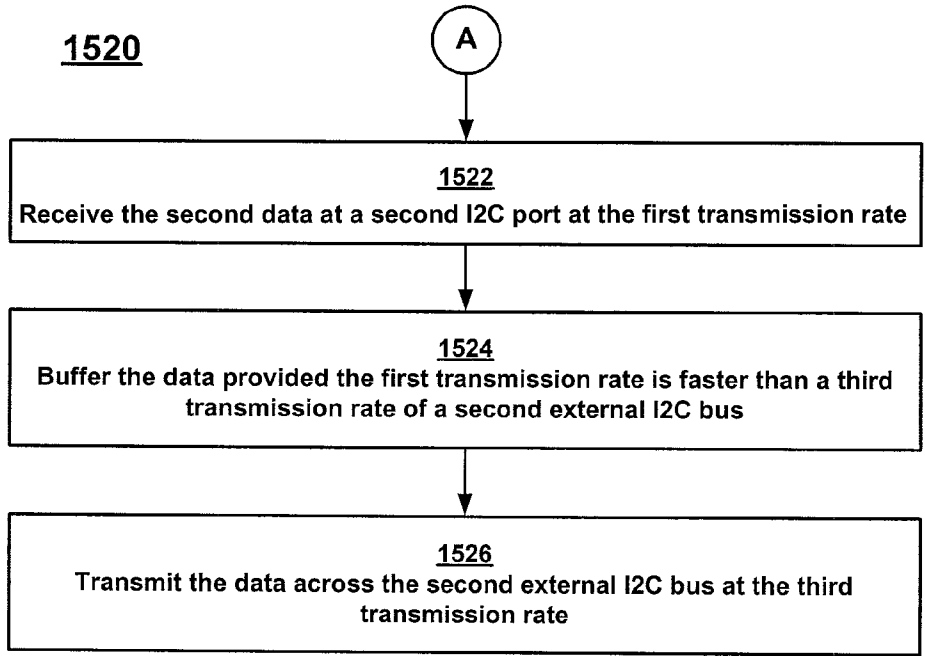 1520
A
1522
Receive the second data at a second I2C port at the first transmission rate
1524
Buffer the data provided the first transmission rate is faster than a third
transmission rate of a second external I2C bus
1526
Transmit the data across the second external I2C bus at the third
transmission rate